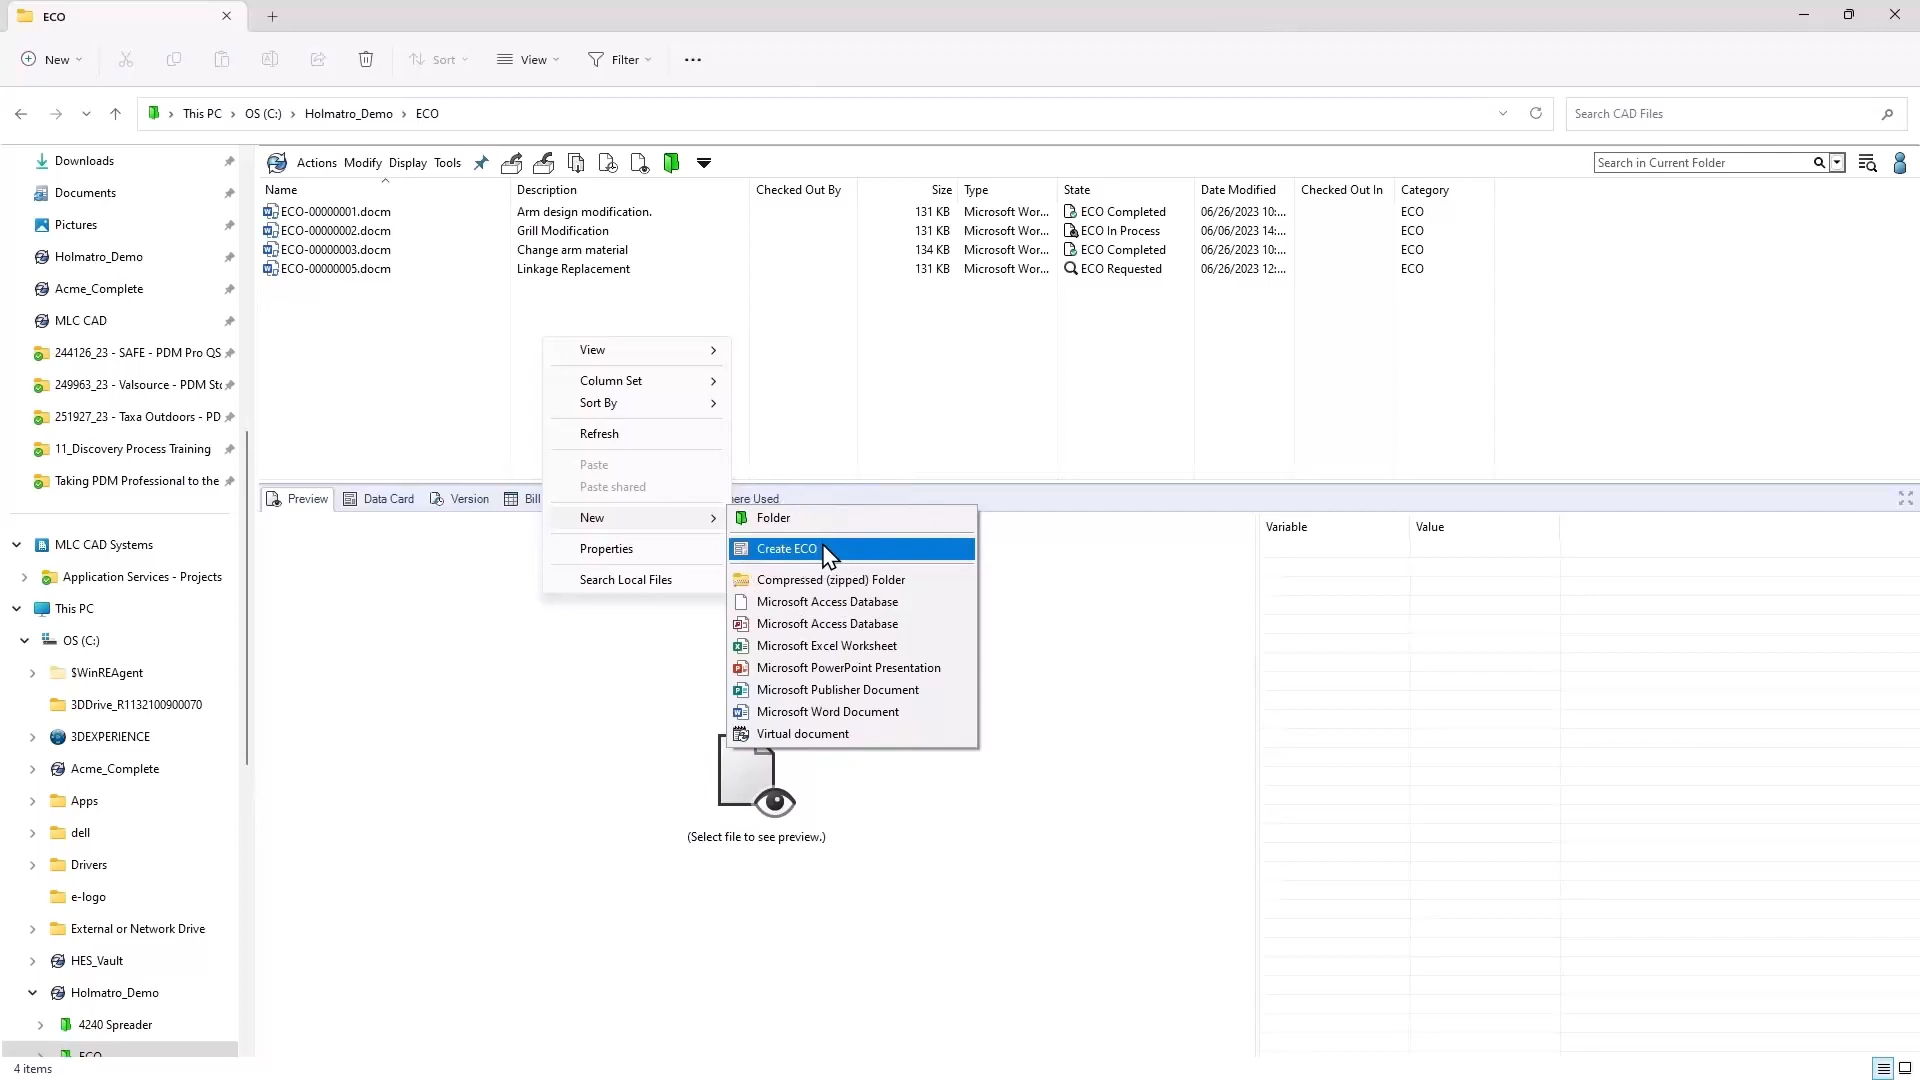 ECO
New
Sort
View
Filter
This PC
OS (C:)
Holmatro_Demo
ECO
Search CAD Files
Downloads
Documents
Pictures
Holmatro_Demo
Acme_Complete
MLC CAD
244126_23 - SAFE - PDM Pro QS
249963_23 - Valsource - PDM Sta
251927_23 - Taxa Outdoors - PD
11_Discovery Process Training
Taking PDM Professional to the
MLC CAD Systems
Application Services - Projects
This PC
OS (C:)
$WinREAgent
3DDrive_R1132100900070
3DEXPERIENCE
Acme_Complete
Apps
dell
Drivers
e-logo
External or Network Drive
HES_Vault
Holmatro_Demo
4240 Spreader
ECO
4 items
Actions Modify Display Tools
Search in Current Folder
Name Description Checked Out By Size Type State Date Modified Checked Out In Category
ECO-00000001.docm Arm design modification. 131 KB Microsoft Wor... ECO Completed 06/26/2023 10:... ECO
ECO-00000002.docm Grill Modification 131 KB Microsoft Wor... ECO In Process 06/06/2023 14:... ECO
ECO-00000003.docm Change arm material 134 KB Microsoft Wor... ECO Completed 06/26/2023 10:... ECO
ECO-00000005.docm Linkage Replacement 131 KB Microsoft Wor... ECO Requested 06/26/2023 12:... ECO
View
Column Set
Sort By
Refresh
Paste
Paste shared
New
Properties
Search Local Files
Folder
Create ECO
Compressed (zipped) Folder
Microsoft Access Database
Microsoft Access Database
Microsoft Excel Worksheet
Microsoft PowerPoint Presentation
Microsoft Publisher Document
Microsoft Word Document
Virtual document
Preview Data Card Version Bill here Used
Variable Value
(Select file to see preview.)